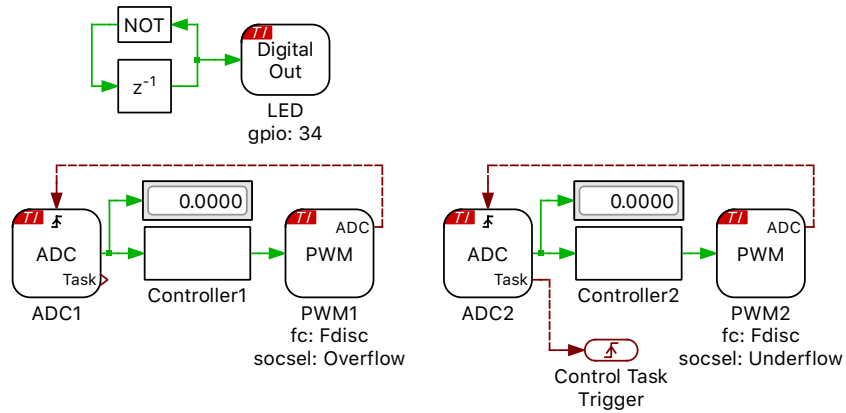 NOT
z-1
TI
Digital
Out
LED
gpio: 34
TI
ADC
Task
ADC1
0.0000
Controller1
TI
ADC
PWM
PWM1
fc: Fdisc
socsel: Overflow
TI
ADC
Task
ADC2
0.0000
Controller2
TI
ADC
PWM
PWM2
fc: Fdisc
socsel: Underflow
Control Task
Trigger